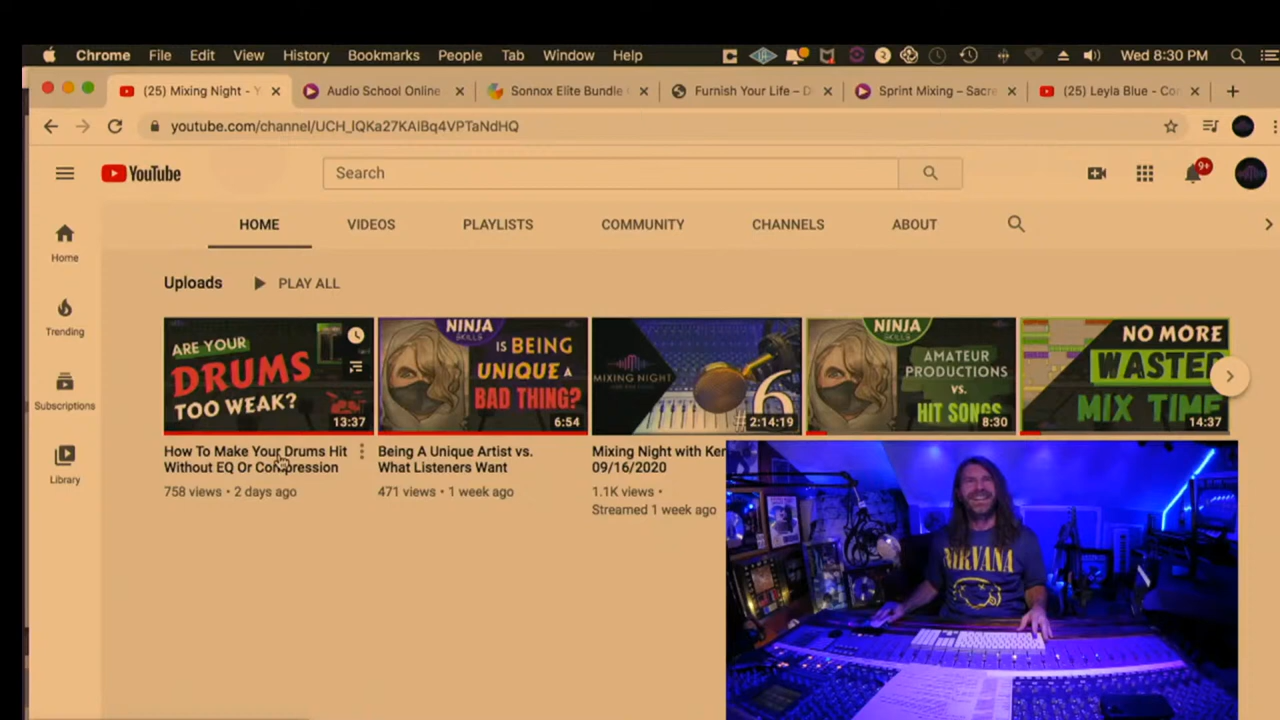 Chrome File Edit View History Bookmarks People Tab Window Help Wed 8:30 PM
(25) Mixing Night - Y Audio School Online Sonnox Elite Bundle Furnish Your Life – D Sprint Mixing – Sacre (25) Leyla Blue - Con
youtube.com/channel/UCH_lQKa27KAIBq4VPTaNdHQ
YouTube Search 9+
HOME VIDEOS PLAYLISTS COMMUNITY CHANNELS ABOUT
Home
Trending
Subscriptions
Library
Uploads PLAY ALL
ARE YOUR
DRUMS
TOO WEAK?
13:37
How To Make Your Drums Hit
Without EQ Or Compression
758 views • 2 days ago
NINJA
SKILLS
IS BEING
UNIQUE A
BAD THING?
6:54
Being A Unique Artist vs.
What Listeners Want
471 views • 1 week ago
MIXING NIGHT
#6
2:14:19
Mixing Night with Ken
09/16/2020
1.1K views •
Streamed 1 week ago
NINJA
SKILLS
AMATEUR
PRODUCTIONS
vs.
HIT SONGS
8:30
NO MORE
WASTED
MIX TIME
14:37
NIRVANA